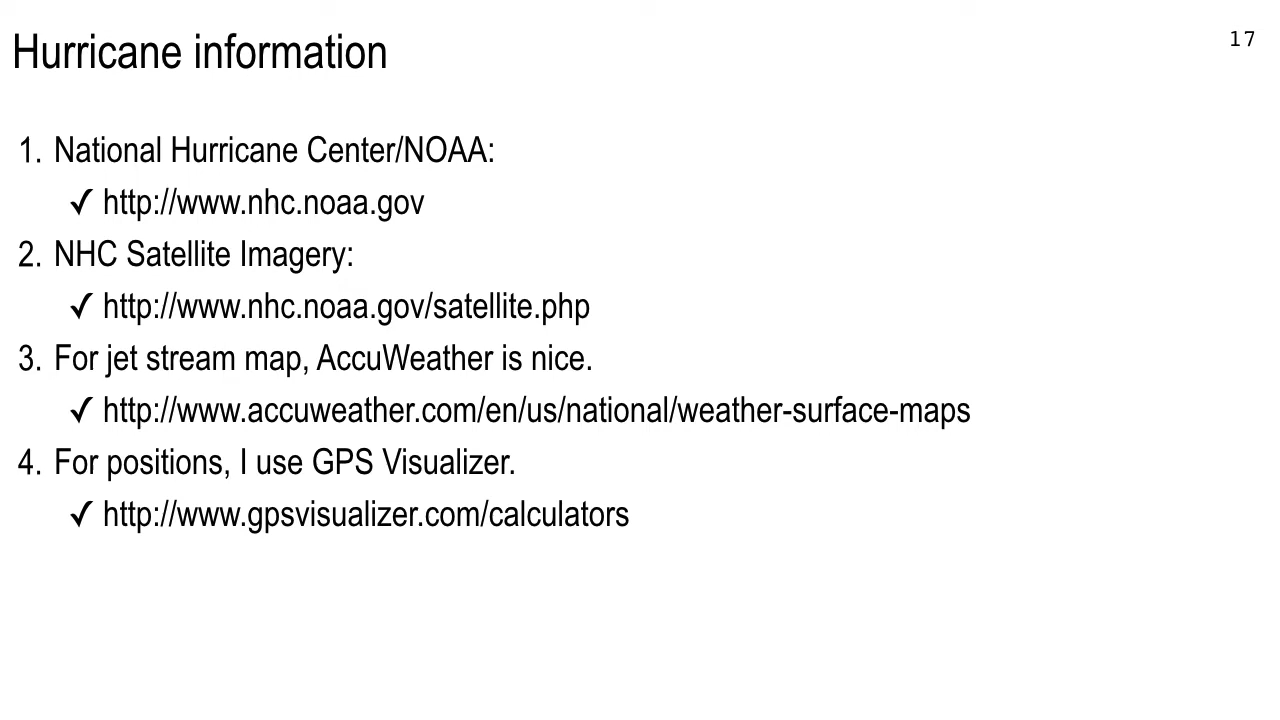 Hurricane information
17
1. National Hurricane Center/NOAA:
✓ http://www.nhc.noaa.gov
2. NHC Satellite Imagery:
✓ http://www.nhc.noaa.gov/satellite.php
3. For jet stream map, AccuWeather is nice.
✓ http://www.accuweather.com/en/us/national/weather-surface-maps
4. For positions, I use GPS Visualizer.
✓ http://www.gpsvisualizer.com/calculators